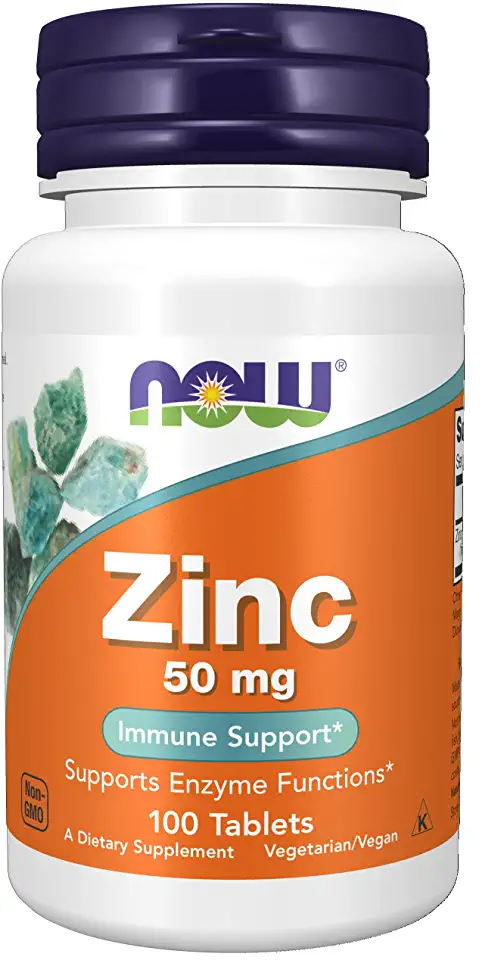 NOW®
Zinc
50 mg
Immune Support*
Supports Enzyme Functions*
100 Tablets
A Dietary Supplement
Vegetarian/Vegan
Non-
GMO
K